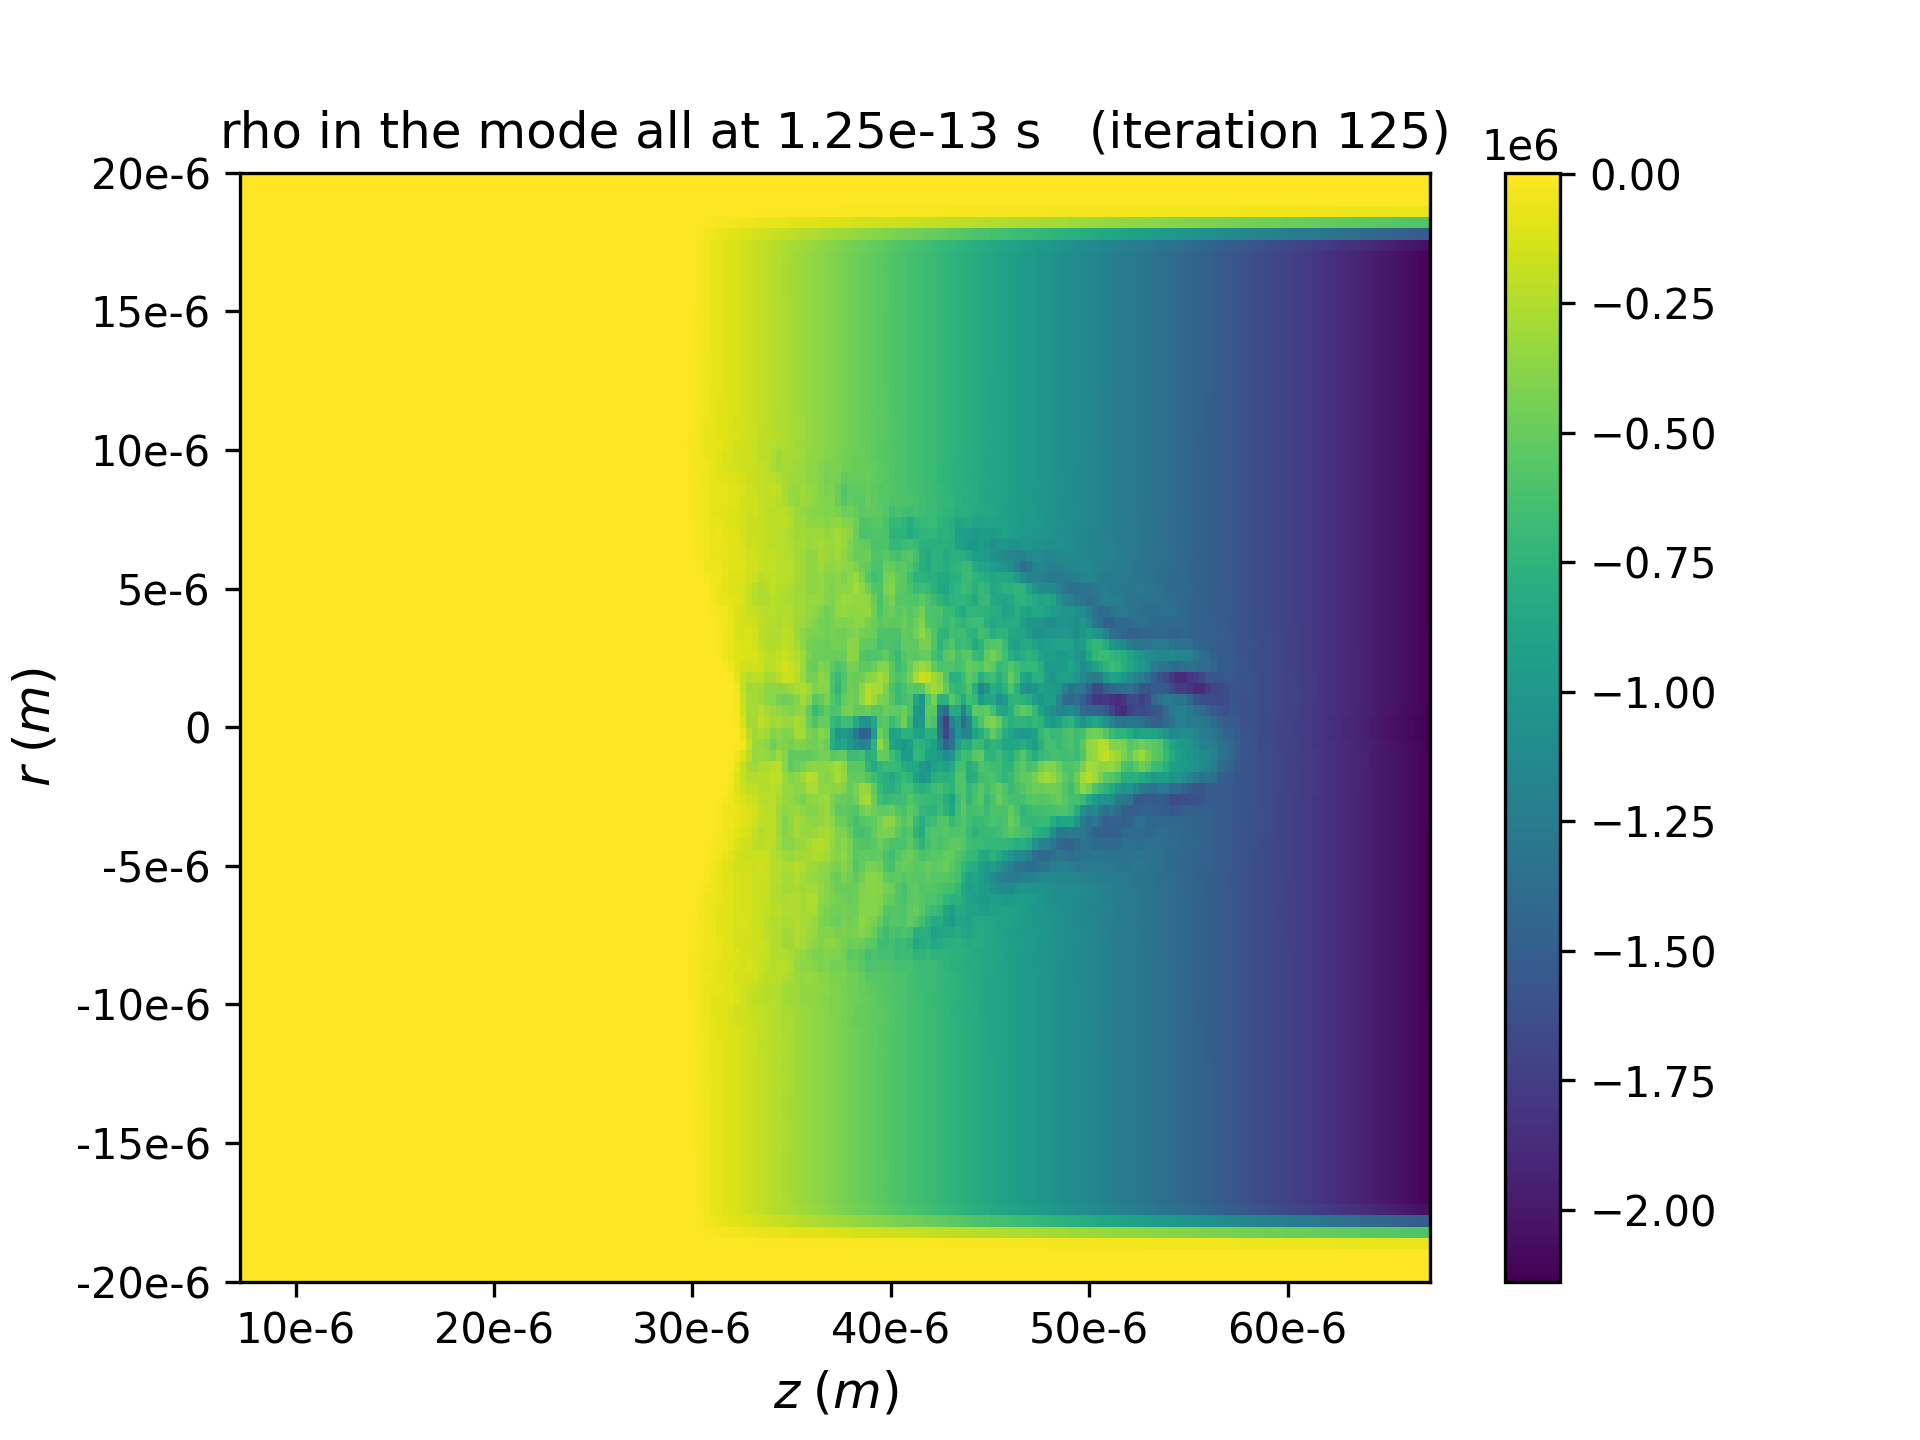 rho in the mode all at 1.25e-13 s   (iteration 125)
1e6
20e-6
15e-6
10e-6
5e-6
0
-5e-6
-10e-6
-15e-6
-20e-6
r (m)
10e-6
20e-6
30e-6
40e-6
50e-6
60e-6
z (m)
0.00
−0.25
−0.50
−0.75
−1.00
−1.25
−1.50
−1.75
−2.00